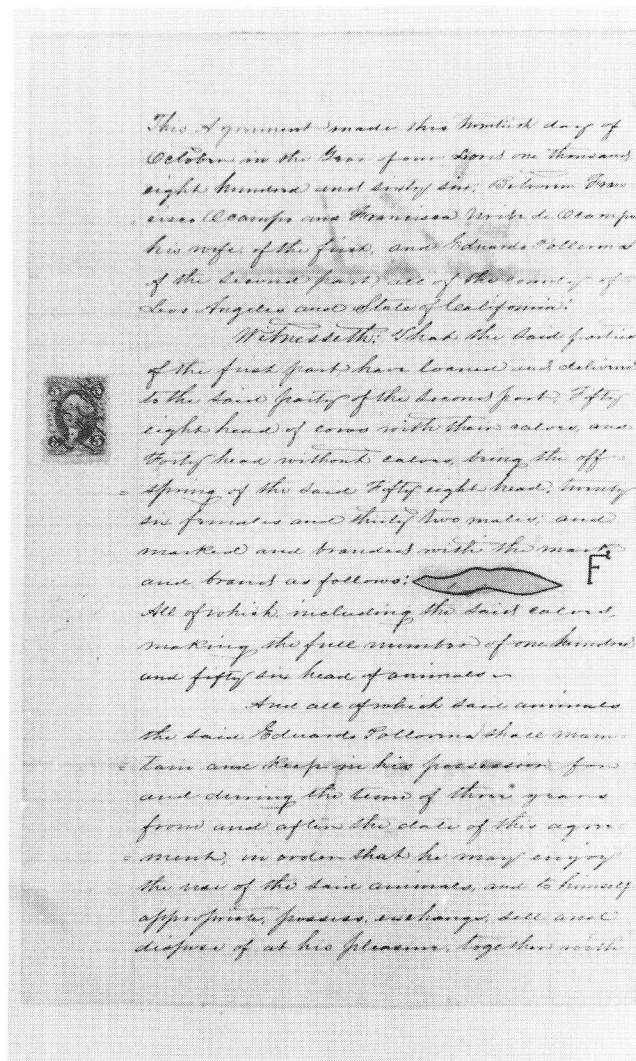 This Agreement made this twentieth day of
October in the Year of our Lord one thousand
eight hundred and sixty six; Between Fran-
cisco Ocampo and Francisca Uribe de Ocampo
his wife of the first, and Eduardo Pollorena
of the second part, all of the county of
Los Angeles and State of California:
Witnesseth: That the said parties
of the first part have loaned and delivered
to the said party of the second part, Fifty
eight head of cows with their calves, and
Forty head without calves, being the off-
= spring of the said Fifty eight head, twenty
six females and thirty two males; and
marked and branded with the mark
and brand as follows: F
All of which including the said calves,
making the full number of one hundred
and fifty six head of animals —
And all of which said animals
the said Eduardo Pollorena shall main-
= tain and keep in his possession for
and during the term of three years
from and after the date of this agree-
= ment, in order that he may enjoy
the use of the said animals, and to himself
appropriate, possess, exchange, sell and
dispose of at his pleasure, together with